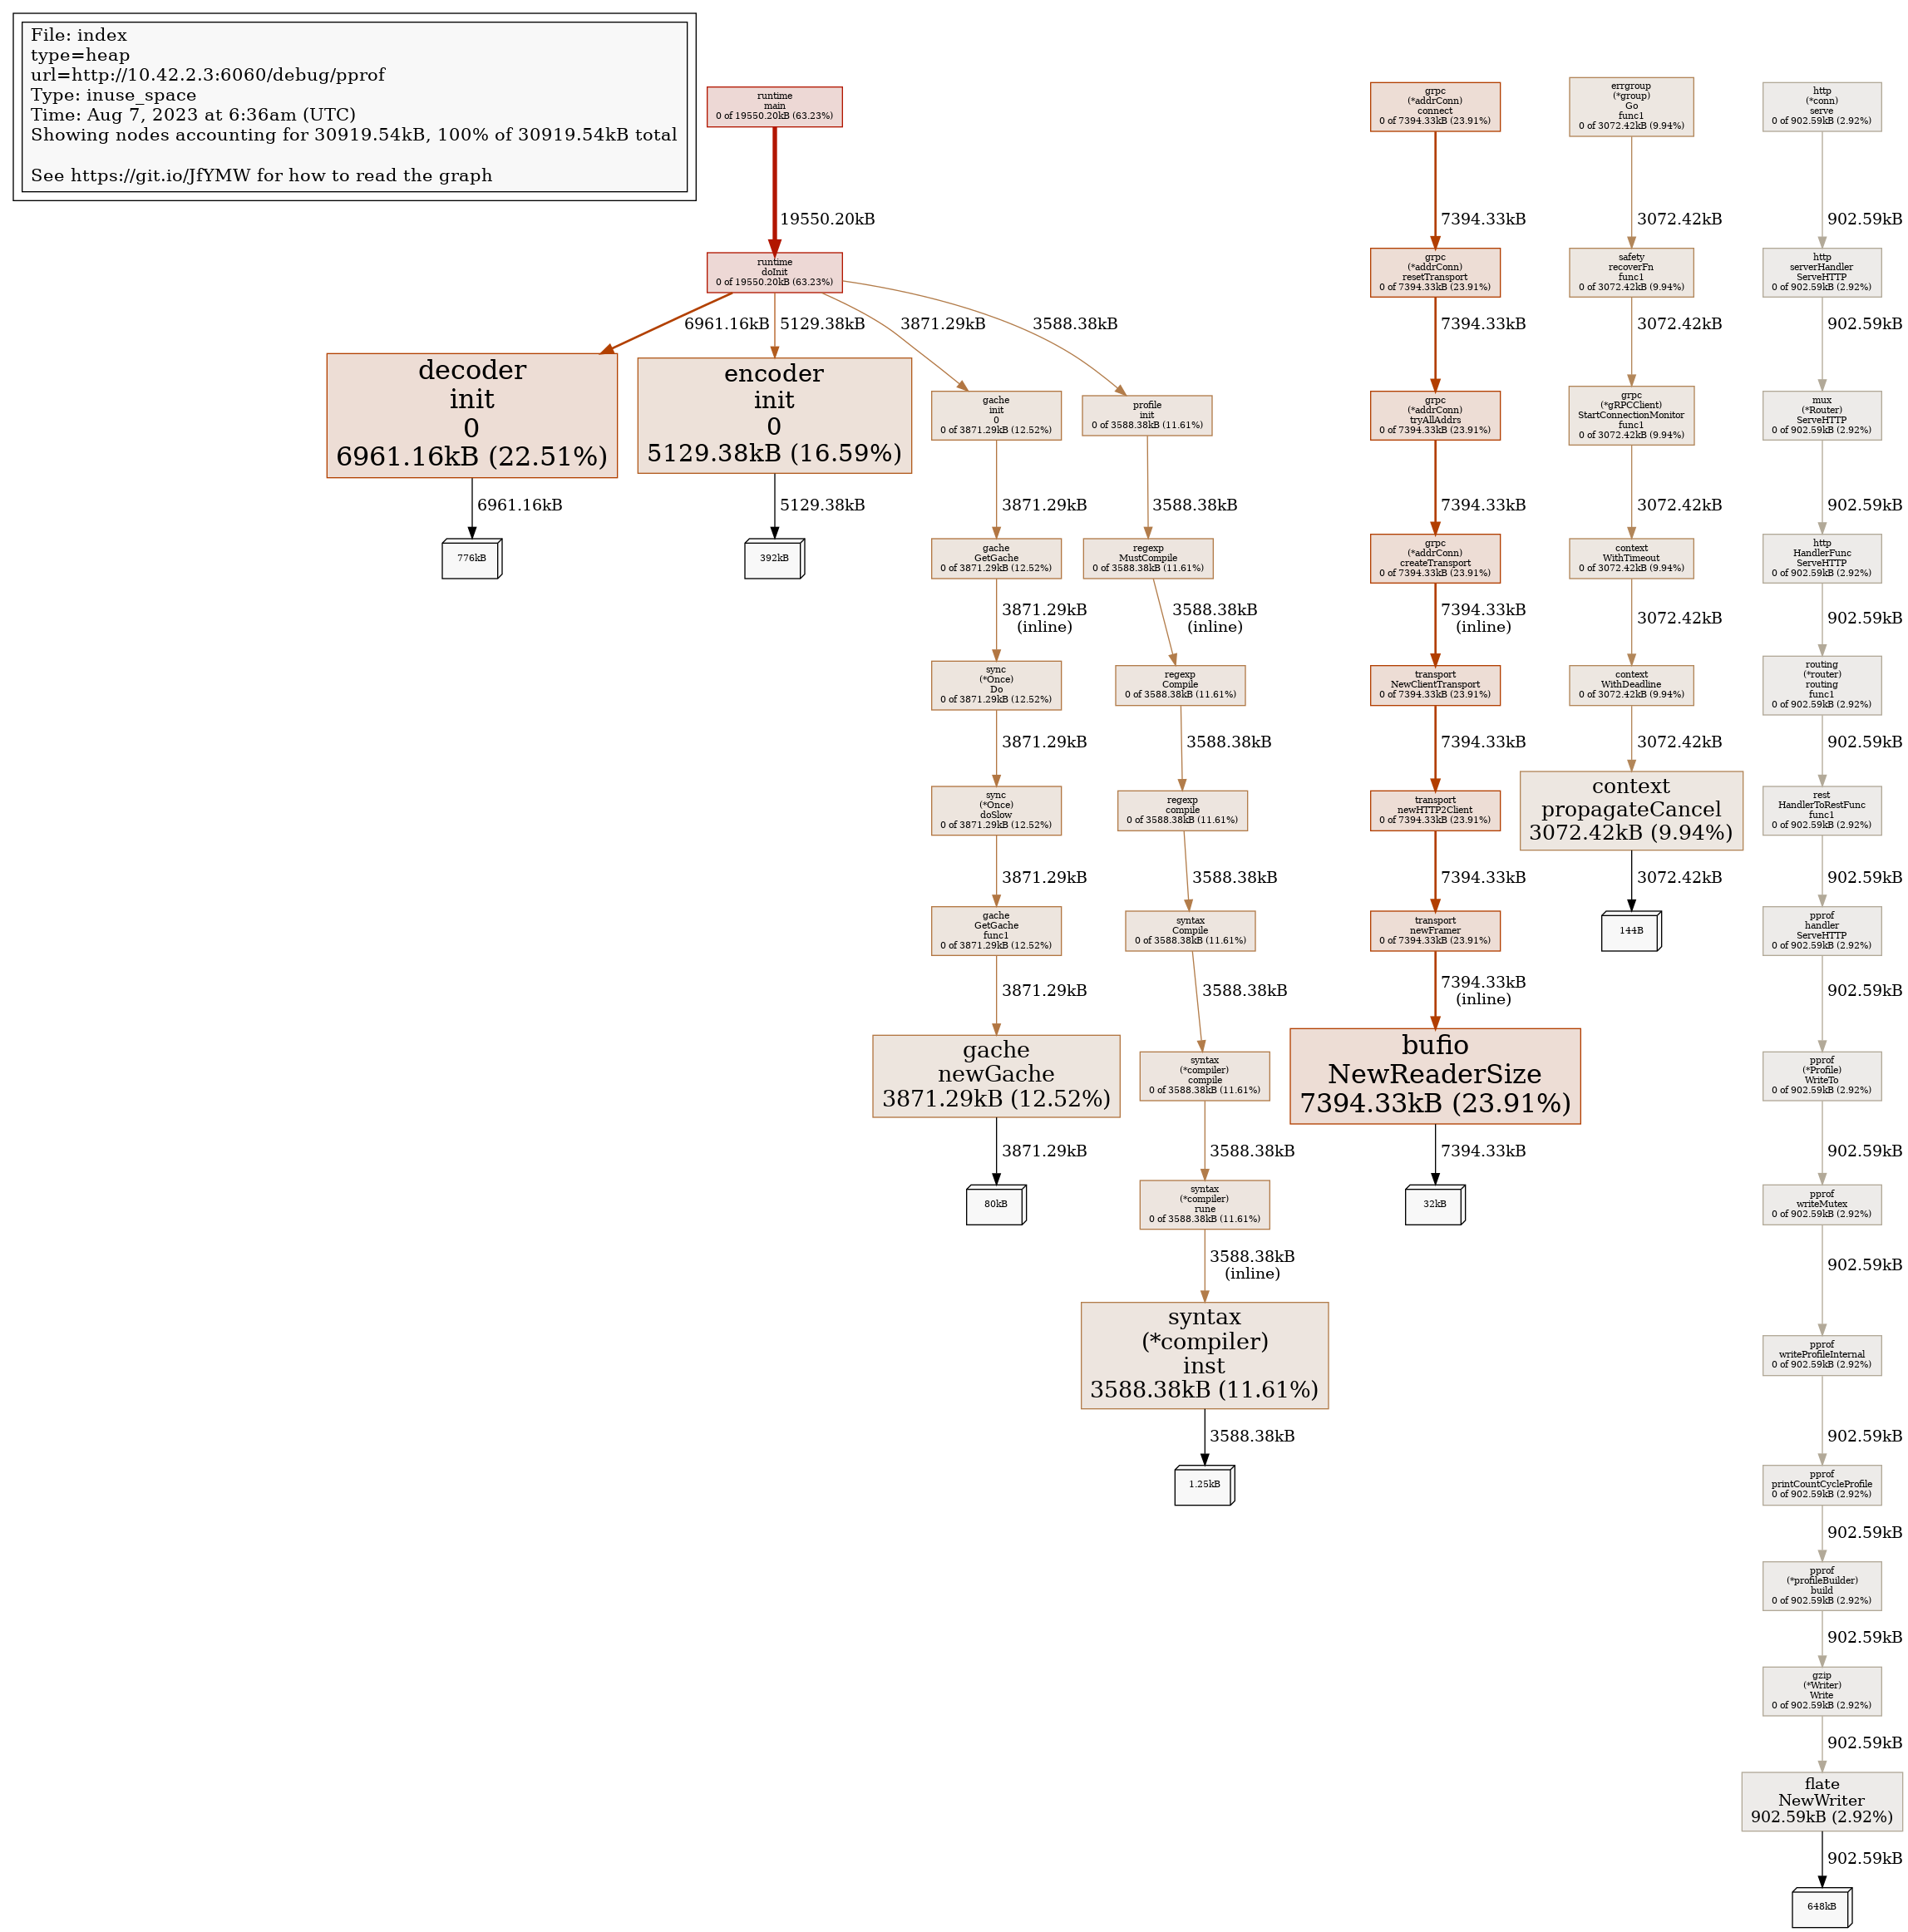 File: index
type=heap
url=http://10.42.2.3:6060/debug/pprof
Type: inuse_space
Time: Aug 7, 2023 at 6:36am (UTC)
Showing nodes accounting for 30919.54kB, 100% of 30919.54kB total
See https://git.io/JfYMW for how to read the graph
runtime
main
0 of 19550.20kB (63.23%)
19550.20kB
runtime
doInit
0 of 19550.20kB (63.23%)
6961.16kB
5129.38kB
3871.29kB
3588.38kB
decoder
init
0
6961.16kB (22.51%)
6961.16kB
776kB
encoder
init
0
5129.38kB (16.59%)
5129.38kB
392kB
gache
init
0
0 of 3871.29kB (12.52%)
3871.29kB
gache
GetGache
0 of 3871.29kB (12.52%)
3871.29kB
(inline)
sync
(*Once)
Do
0 of 3871.29kB (12.52%)
3871.29kB
sync
(*Once)
doSlow
0 of 3871.29kB (12.52%)
3871.29kB
gache
GetGache
func1
0 of 3871.29kB (12.52%)
3871.29kB
gache
newGache
3871.29kB (12.52%)
3871.29kB
80kB
profile
init
0 of 3588.38kB (11.61%)
3588.38kB
regexp
MustCompile
0 of 3588.38kB (11.61%)
3588.38kB
(inline)
regexp
Compile
0 of 3588.38kB (11.61%)
3588.38kB
regexp
compile
0 of 3588.38kB (11.61%)
3588.38kB
syntax
Compile
0 of 3588.38kB (11.61%)
3588.38kB
syntax
(*compiler)
compile
0 of 3588.38kB (11.61%)
3588.38kB
syntax
(*compiler)
rune
0 of 3588.38kB (11.61%)
3588.38kB
(inline)
syntax
(*compiler)
inst
3588.38kB (11.61%)
3588.38kB
1.25kB
grpc
(*addrConn)
connect
0 of 7394.33kB (23.91%)
7394.33kB
grpc
(*addrConn)
resetTransport
0 of 7394.33kB (23.91%)
7394.33kB
grpc
(*addrConn)
tryAllAddrs
0 of 7394.33kB (23.91%)
7394.33kB
grpc
(*addrConn)
createTransport
0 of 7394.33kB (23.91%)
7394.33kB
(inline)
transport
NewClientTransport
0 of 7394.33kB (23.91%)
7394.33kB
transport
newHTTP2Client
0 of 7394.33kB (23.91%)
7394.33kB
transport
newFramer
0 of 7394.33kB (23.91%)
7394.33kB
(inline)
bufio
NewReaderSize
7394.33kB (23.91%)
7394.33kB
32kB
errgroup
(*group)
Go
func1
0 of 3072.42kB (9.94%)
3072.42kB
safety
recoverFn
func1
0 of 3072.42kB (9.94%)
3072.42kB
grpc
(*gRPCClient)
StartConnectionMonitor
func1
0 of 3072.42kB (9.94%)
3072.42kB
context
WithTimeout
0 of 3072.42kB (9.94%)
3072.42kB
context
WithDeadline
0 of 3072.42kB (9.94%)
3072.42kB
context
propagateCancel
3072.42kB (9.94%)
3072.42kB
144B
http
(*conn)
serve
0 of 902.59kB (2.92%)
902.59kB
http
serverHandler
ServeHTTP
0 of 902.59kB (2.92%)
902.59kB
mux
(*Router)
ServeHTTP
0 of 902.59kB (2.92%)
902.59kB
http
HandlerFunc
ServeHTTP
0 of 902.59kB (2.92%)
902.59kB
routing
(*router)
routing
func1
0 of 902.59kB (2.92%)
902.59kB
rest
HandlerToRestFunc
func1
0 of 902.59kB (2.92%)
902.59kB
pprof
handler
ServeHTTP
0 of 902.59kB (2.92%)
902.59kB
pprof
(*Profile)
WriteTo
0 of 902.59kB (2.92%)
902.59kB
pprof
writeMutex
0 of 902.59kB (2.92%)
902.59kB
pprof
writeProfileInternal
0 of 902.59kB (2.92%)
902.59kB
pprof
printCountCycleProfile
0 of 902.59kB (2.92%)
902.59kB
pprof
(*profileBuilder)
build
0 of 902.59kB (2.92%)
902.59kB
gzip
(*Writer)
Write
0 of 902.59kB (2.92%)
902.59kB
flate
NewWriter
902.59kB (2.92%)
902.59kB
648kB